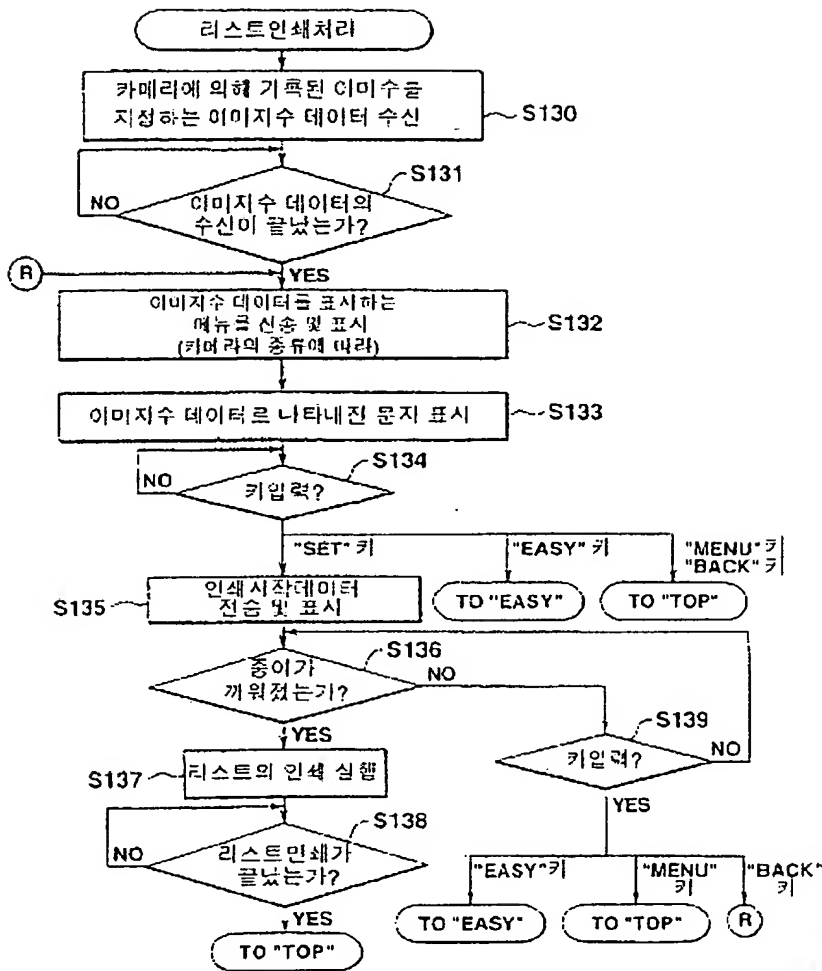 리스트인쇄처리
카메라에 의해 기록된 이미수를
지정하는 이미지수 데이터 수신
S130
S131
NO
이미지수 데이터의
수신이 끝났는가?
R
YES
이미지수 데이터를 표시하는
메뉴를 전송 및 표시
(카메라의 종류에 따라)
S132
이미지수 데이터로 나타내진 문자 표시
S133
S134
NO
키입력?
"SET" 키
"EASY" 키
"MENU" 키
"BACK" 키
인쇄시작데이터
전송 및 표시
S135
TO "EASY"
TO "TOP"
S136
종이가
끼워졌는가?
NO
S139
YES
키입력?
NO
S137
리스트의 인쇄 실행
YES
S138
NO
리스트인쇄가
끝났는가?
"EASY" 키
"MENU"
키
"BACK"
키
YES
TO "EASY"
TO "TOP"
R
TO "TOP"